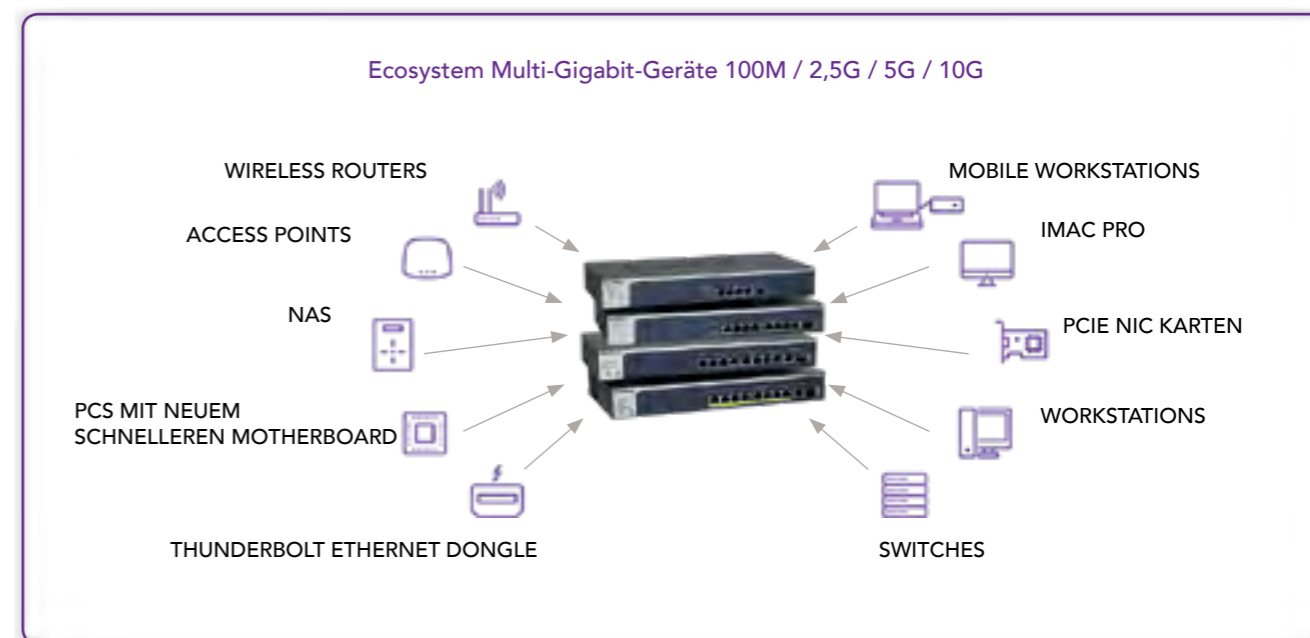 Ecosystem Multi-Gigabit-Geräte 100M / 2,5G / 5G / 10G
WIRELESS ROUTERS
MOBILE WORKSTATIONS
ACCESS POINTS
IMAC PRO
NAS
PCIE NIC KARTEN
PCS MIT NEUEM
SCHNELLEREN MOTHERBOARD
WORKSTATIONS
THUNDERBOLT ETHERNET DONGLE
SWITCHES